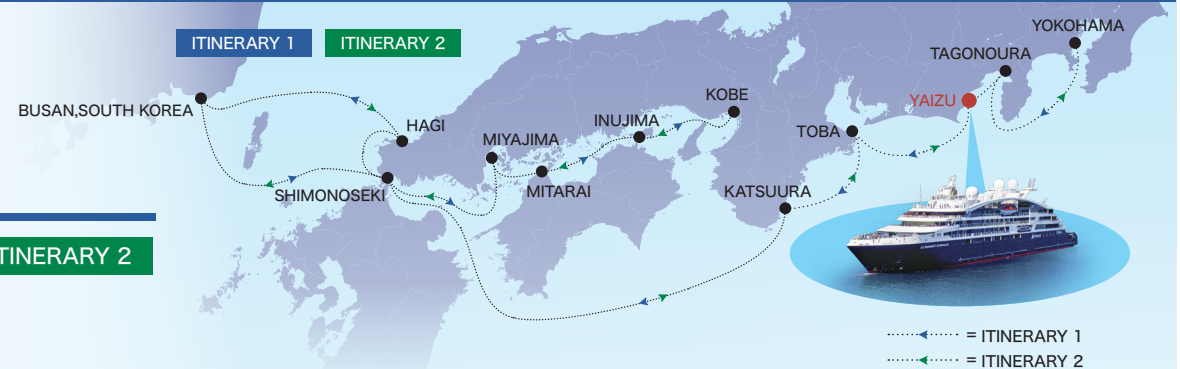 ITINERARY 1
ITINERARY 2
YOKOHAMA
TAGONOURA
YAIZU
KOBE
BUSAN,SOUTH KOREA
HAGI
INUJIMA
TOBA
MIYAJIMA
SHIMONOSEKI
MITARAI
KATSUURA
TINERARY 2
= ITINERARY 1
= ITINERARY 2